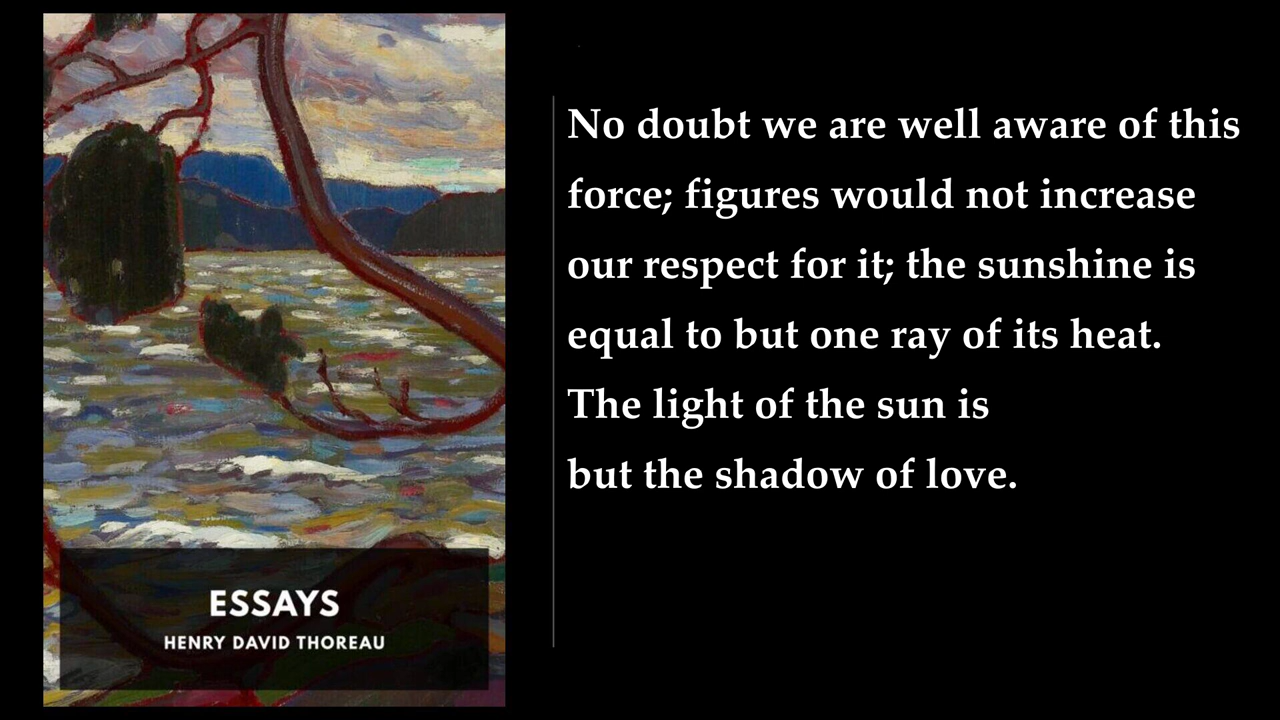 No doubt we are well aware of this
force; figures would not increase
our respect for it; the sunshine is
equal to but one ray of its heat.
The light of the sun is
but the shadow of love.
ESSAYS
HENRY DAVID THOREAU